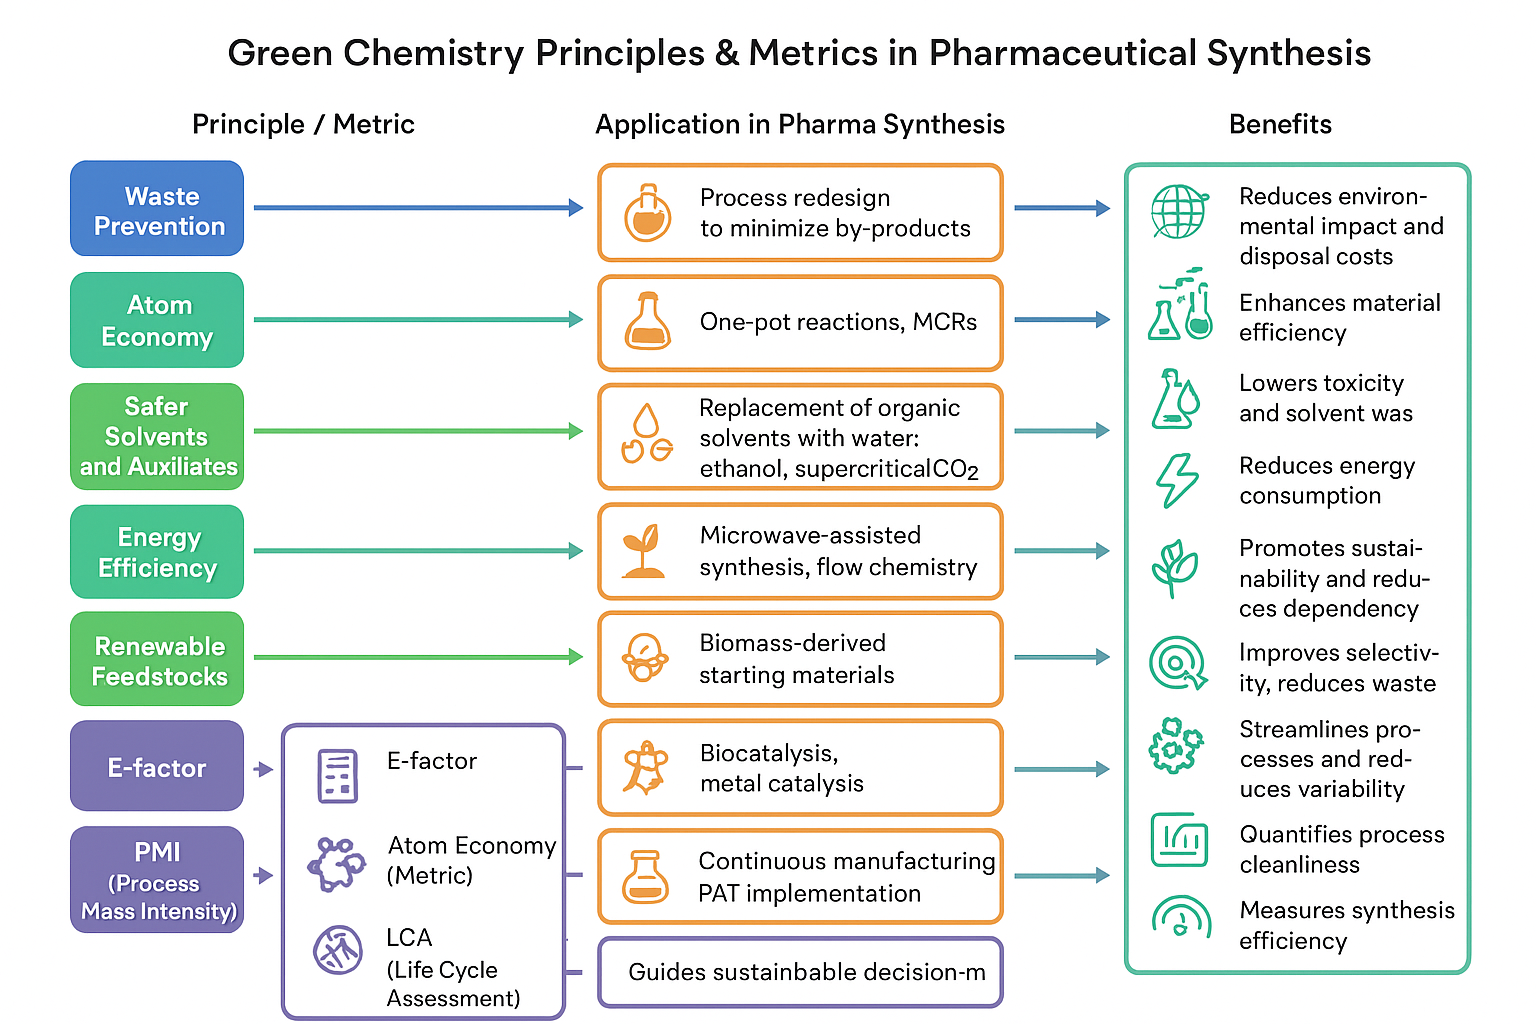 Green Chemistry Principles & Metrics in Pharmaceutical Synthesis
Principle / Metric
Application in Pharma Synthesis
Benefits
Waste
Prevention
Process redesign
to minimize by-products
Reduces environ-
mental impact and
disposal costs
Atom
Economy
One-pot reactions, MCRs
Enhances material
efficiency
Safer
Solvents
and Auxiliates
Replacement of organic
solvents with water:
ethanol, supercritical CO₂
Lowers toxicity
and solvent was
Energy
Efficiency
Microwave-assisted
synthesis, flow chemistry
Reduces energy
consumption
Renewable
Feedstocks
Biomass-derived
starting materials
Promotes sustai-
nability and redu-
ces dependency
E-factor
E-factor
Biocatalysis,
metal catalysis
Improves selectiv-
ity, reduces waste
PMI
(Process
Mass Intensity)
Atom Economy
(Metric)
Continuous manufacturing
PAT implementation
Streamlines pro-
cesses and red-
uces variability
LCA
(Life Cycle
Assessment)
Guides sustainbable decision-m
Quantifies process
cleanliness
Measures synthesis
efficiency